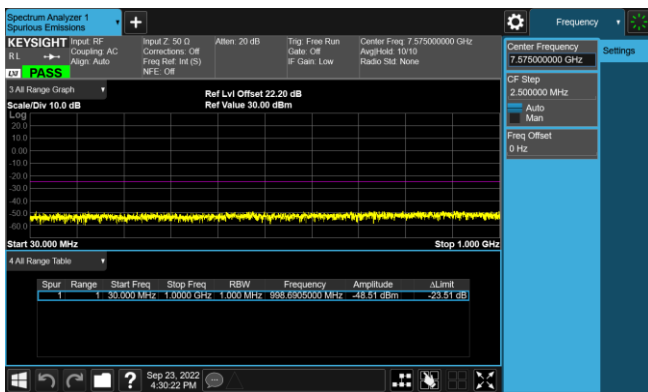 Spectrum Analyzer 1
Spurious Emissions
Frequency
KEYSIGHT
RL
LXI
PASS
Input: RF
Coupling: AC
Align: Auto
Input Z: 50 Ω
Corrections: Off
Freq Ref: Int (S)
NFE: Off
Atten: 20 dB
Trig: Free Run
Gate: Off
IF Gain: Low
Center Freq: 7.575000000 GHz
Avg|Hold: 10/10
Radio Std: None
Center Frequency
7.575000000 GHz
Settings
CF Step
2.500000 MHz
Auto
Man
Freq Offset
0 Hz
3 All Range Graph
Scale/Div 10.0 dB
Ref Lvl Offset 22.20 dB
Ref Value 30.00 dBm
Log
20.0
10.0
0.00
-10.0
-20.0
-30.0
-40.0
-50.0
-60.0
Start 30.000 MHz
Stop 1.000 GHz
4 All Range Table
Spur Range Start Freq Stop Freq RBW Frequency Amplitude ΔLimit
1 1 30.000 MHz 1.0000 GHz 1.000 MHz 998.6905000 MHz -48.51 dBm -23.51 dB
Sep 23, 2022
4:30:22 PM